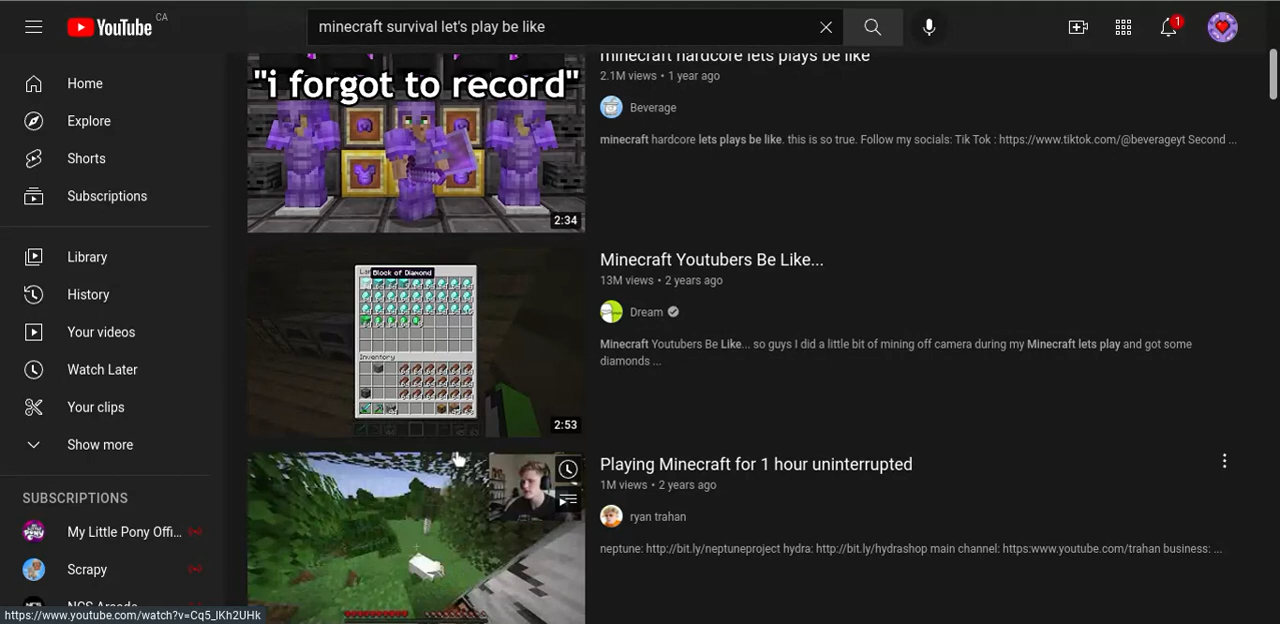 YouTube CA
minecraft survival let's play be like
1
Home
Explore
Shorts
Subscriptions
Library
History
Your videos
Watch Later
Your clips
Show more
SUBSCRIPTIONS
My Little Pony Offi...
Scrapy
NCS Arcade
"i forgot to record"
2:34
minecraft hardcore lets plays be like
2.1M views • 1 year ago
Beverage
minecraft hardcore lets plays be like. this is so true. Follow my socials: Tik Tok : https://www.tiktok.com/@beverageyt Second ...
Block of Diamond
Inventory
2:53
Minecraft Youtubers Be Like...
13M views • 2 years ago
Dream
Minecraft Youtubers Be Like... so guys I did a little bit of mining off camera during my Minecraft lets play and got some
diamonds ...
Playing Minecraft for 1 hour uninterrupted
1M views • 2 years ago
ryan trahan
neptune: http://bit.ly/neptuneproject hydra: http://bit.ly/hydrashop main channel: https:www.youtube.com/trahan business: ...
https://www.youtube.com/watch?v=Cq5_lKh2UHk